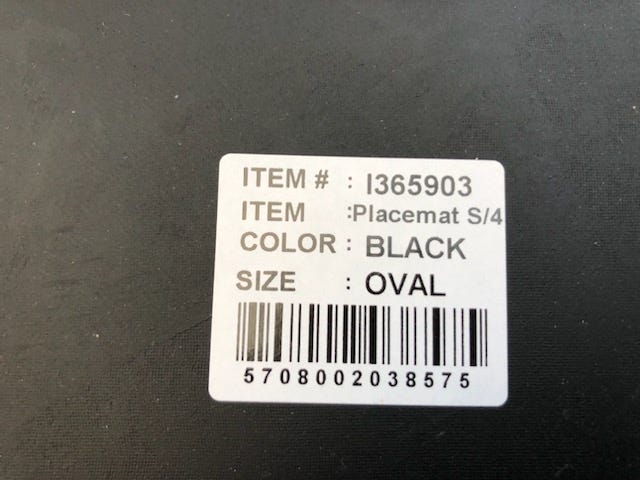 ITEM # : I365903
ITEM :Placemat S/4
COLOR : BLACK
SIZE : OVAL
5708002038575